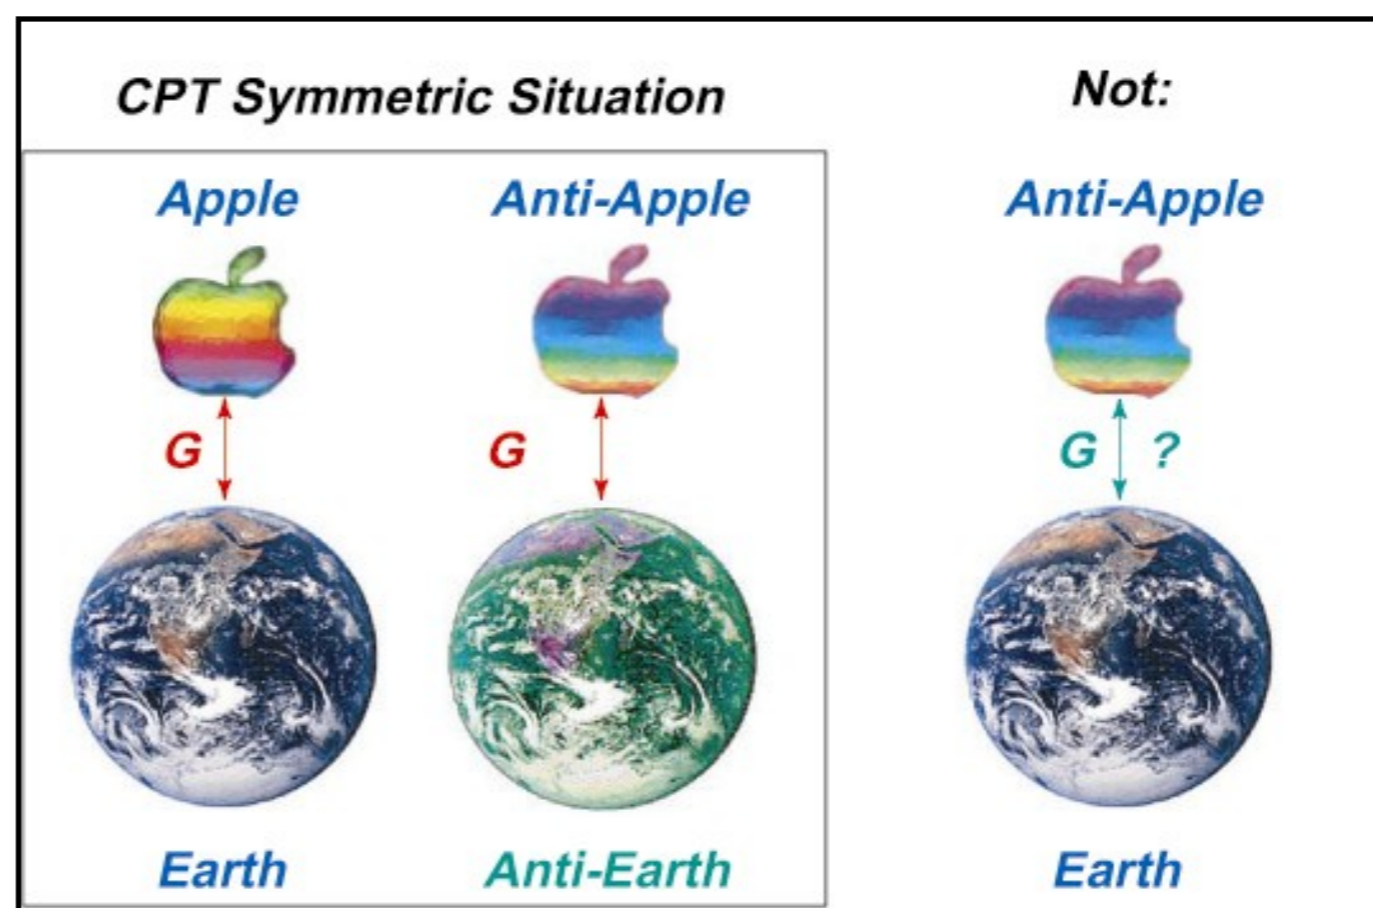 CPT Symmetric Situation
Not:
Apple
Anti-Apple
Anti-Apple
G
G
G ?
Earth
Anti-Earth
Earth